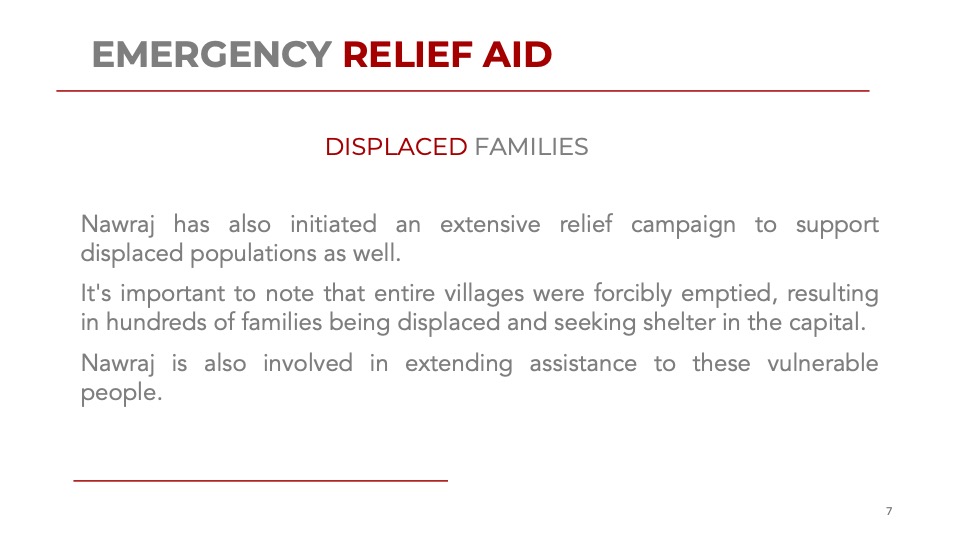 EMERGENCY RELIEF AID
DISPLACED FAMILIES
Nawraj has also initiated an extensive relief campaign to support
displaced populations as well.
It's important to note that entire villages were forcibly emptied, resulting
in hundreds of families being displaced and seeking shelter in the capital.
Nawraj is also involved in extending assistance to these vulnerable
people.
7